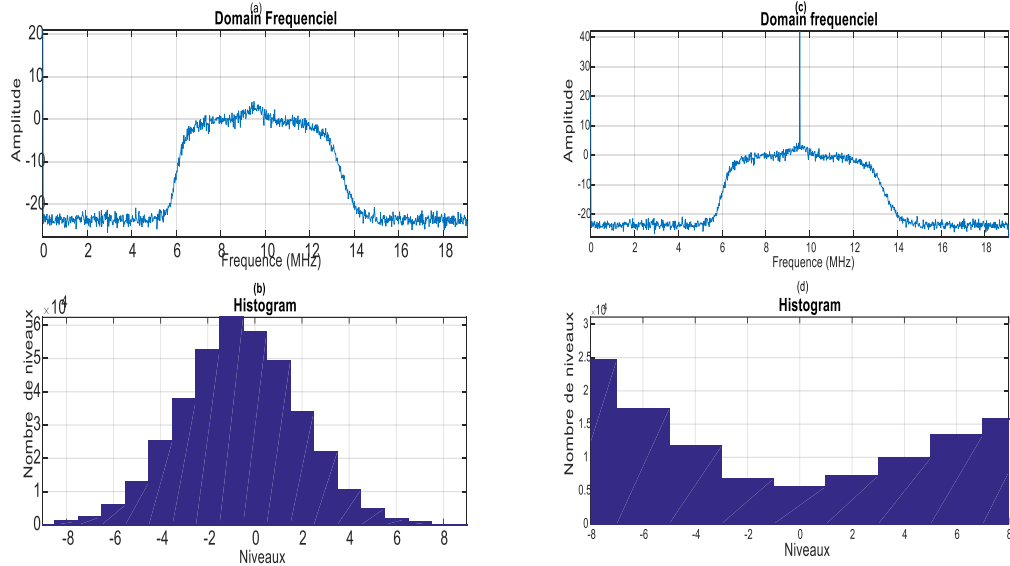 (a)
Domain Frequenciel
Amplitude
20
10
0
-10
-20
0 2 4 6 8 10 12 14 16 18
Frequence (MHz)
(c)
Domain frequenciel
Amplitude
40
30
20
10
0
-10
-20
0 2 4 6 8 10 12 14 16 18
Frequence (MHz)
(b)
Histogram
×10^4
Nombre de niveaux
6
5
4
3
2
1
0
-8 -6 -4 -2 0 2 4 6 8
Niveaux
(d)
Histogram
×10^4
Nombre de niveaux
3
2.5
2
1.5
1
0.5
0
-8 -6 -4 -2 0 2 4 6 8
Niveaux